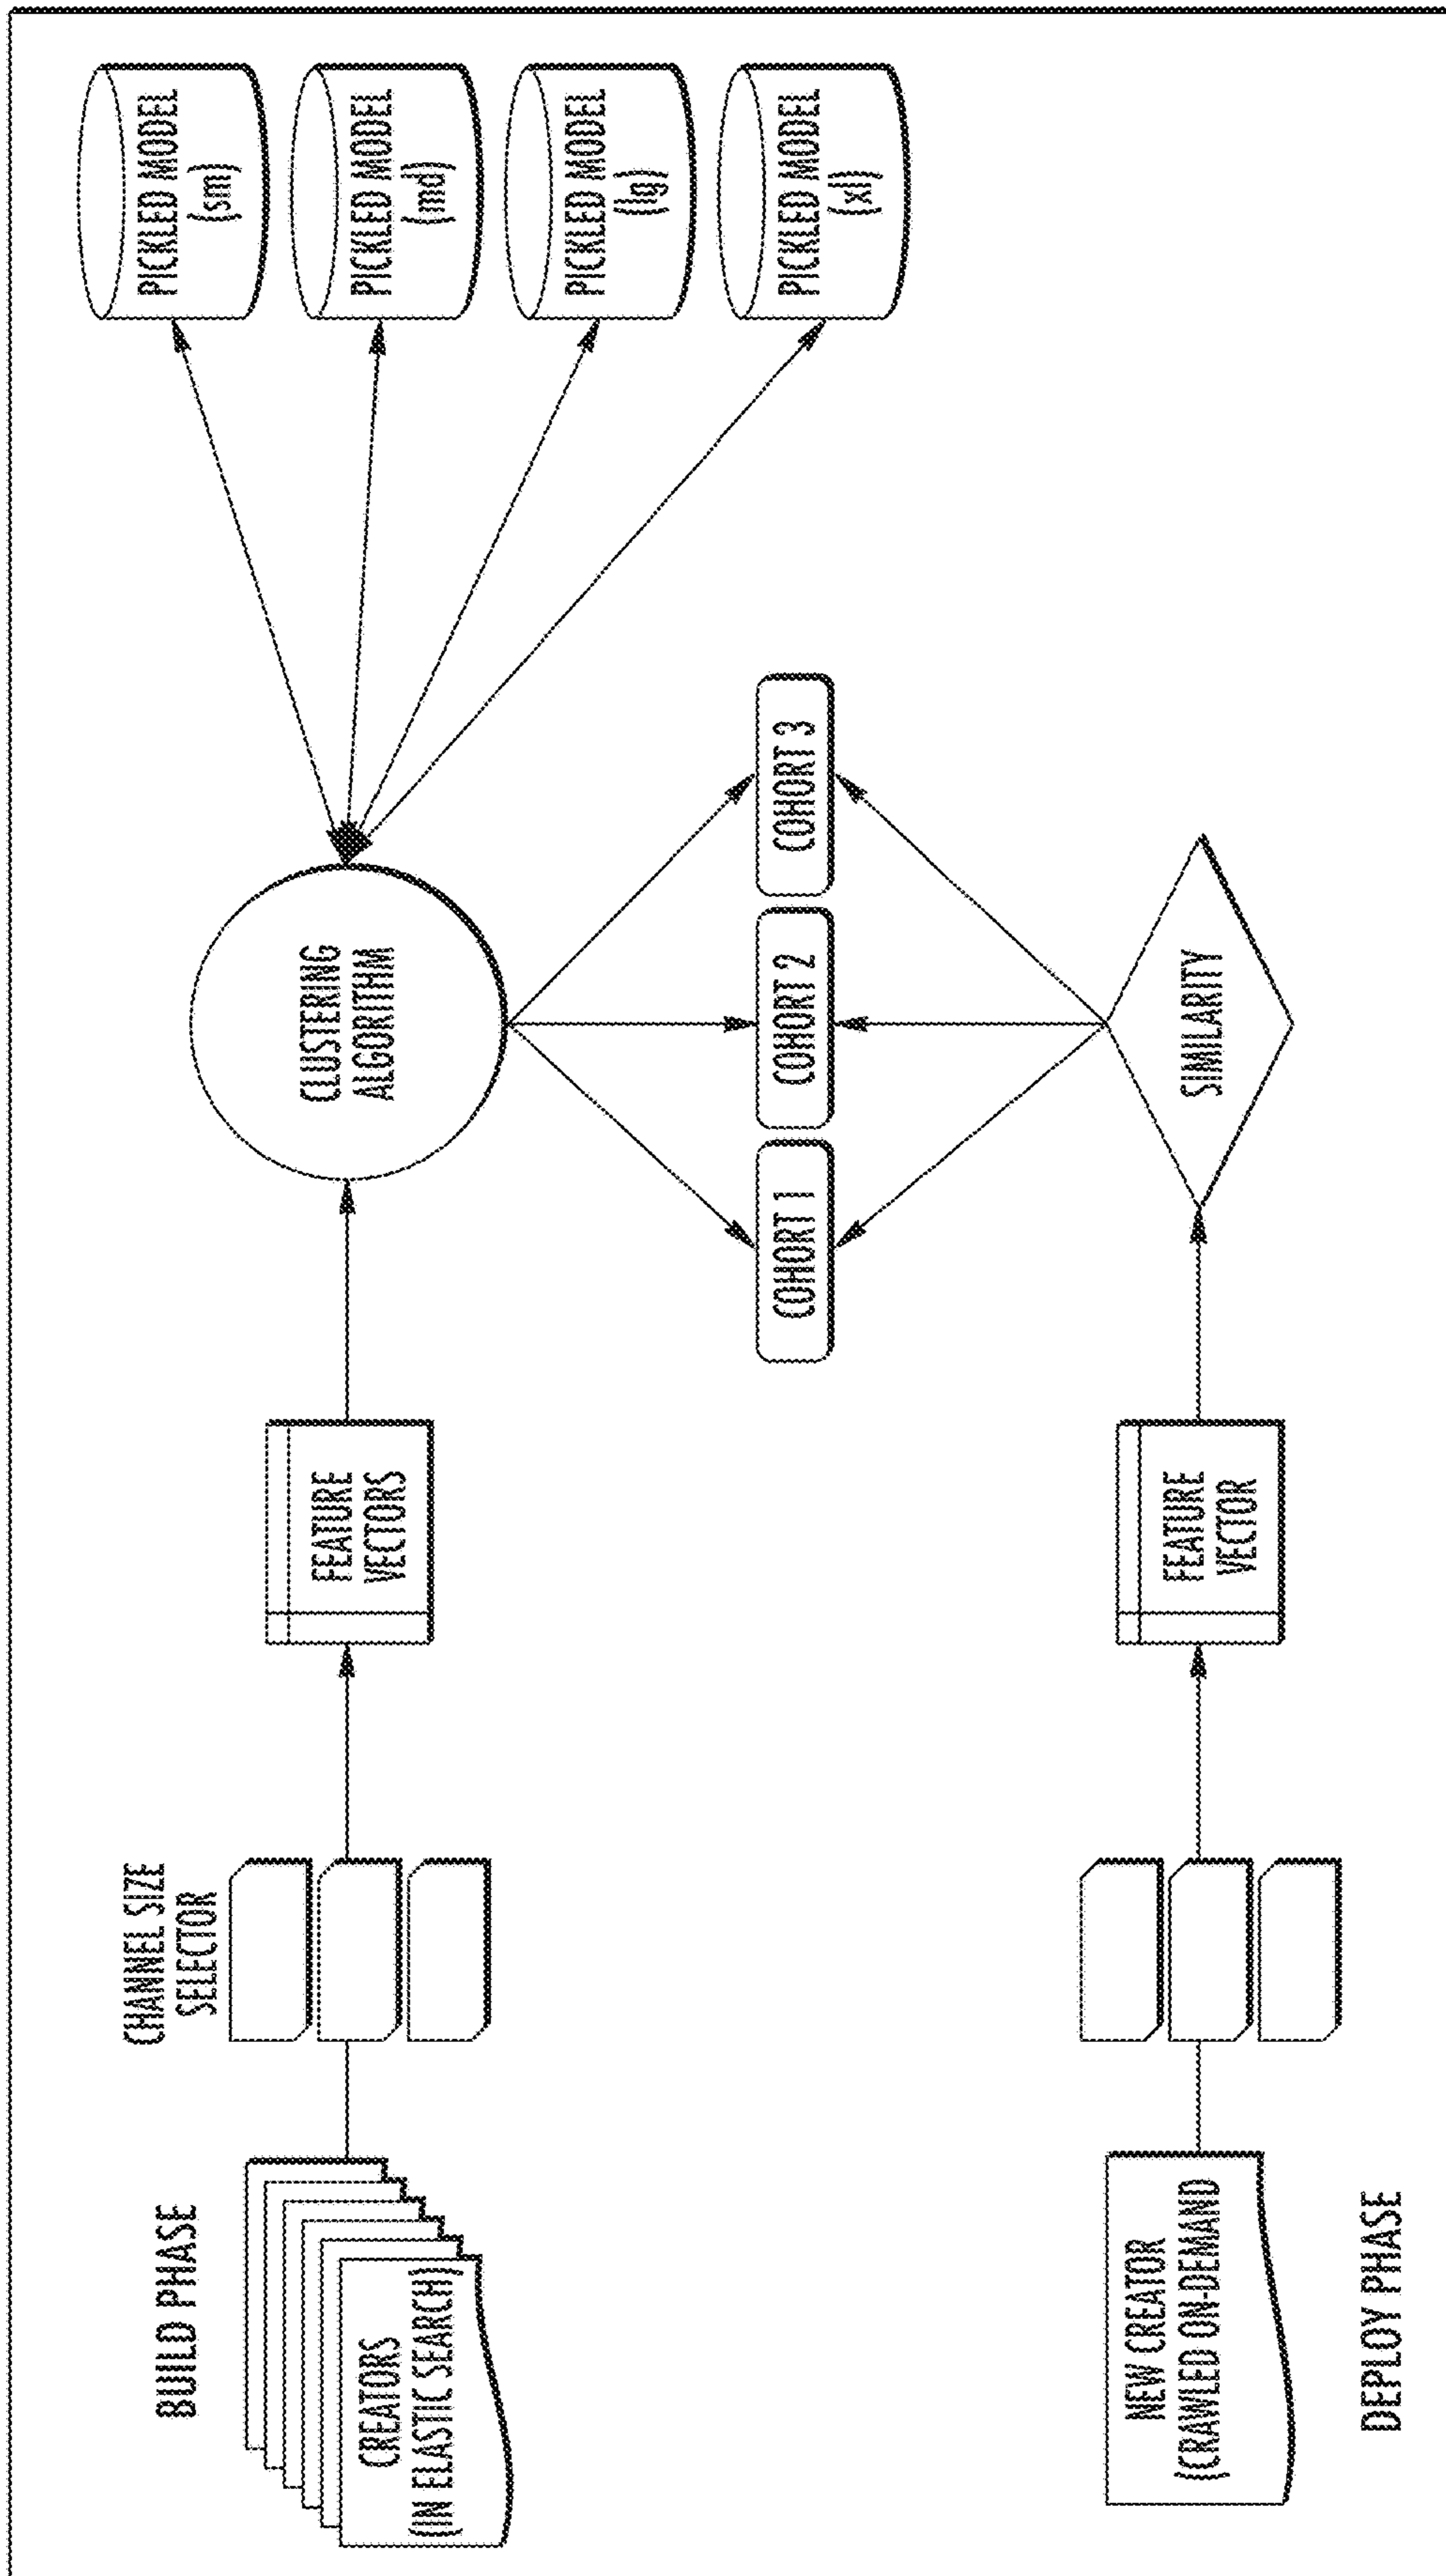 BUILD PHASE
CREATORS
(IN ELASTIC SEARCH)
CHANNEL SIZE
SELECTOR
FEATURE
VECTORS
CLUSTERING
ALGORITHM
PICKLED MODEL
(sm)
PICKLED MODEL
(md)
PICKLED MODEL
(lg)
PICKLED MODEL
(xl)
COHORT 1
COHORT 2
COHORT 3
NEW CREATOR
(CRAWLED ON-DEMAND
FEATURE
VECTOR
SIMILARITY
DEPLOY PHASE